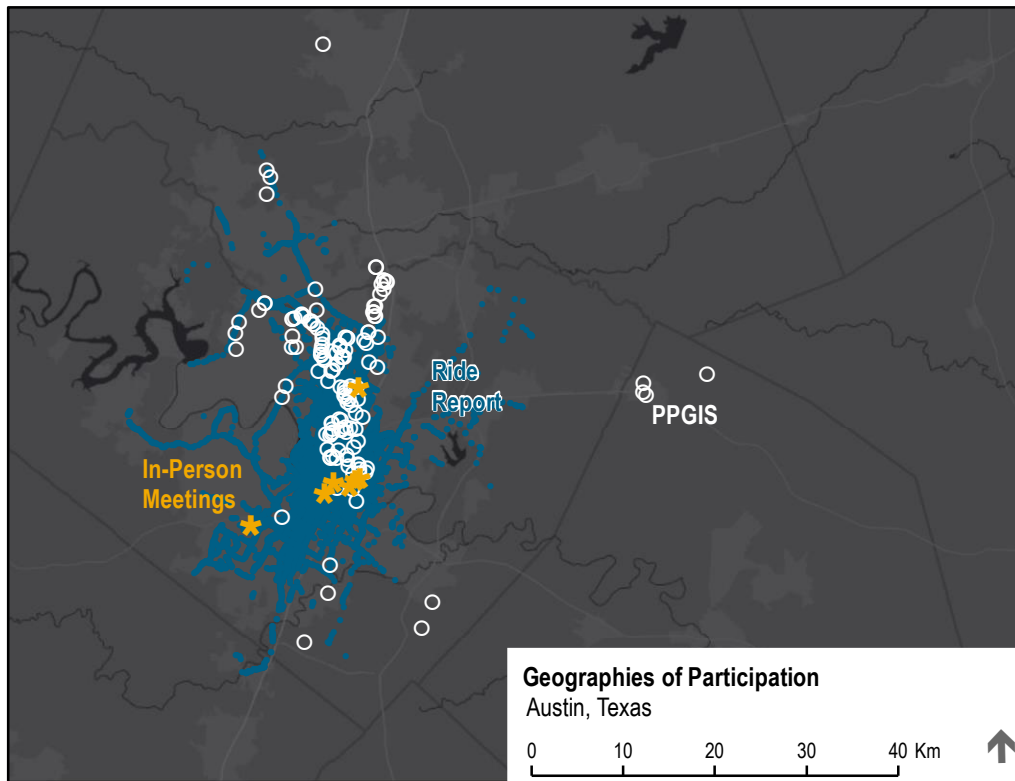 Ride
Report
PPGIS
In-Person
Meetings
Geographies of Participation
Austin, Texas
0 10 20 30 40 Km